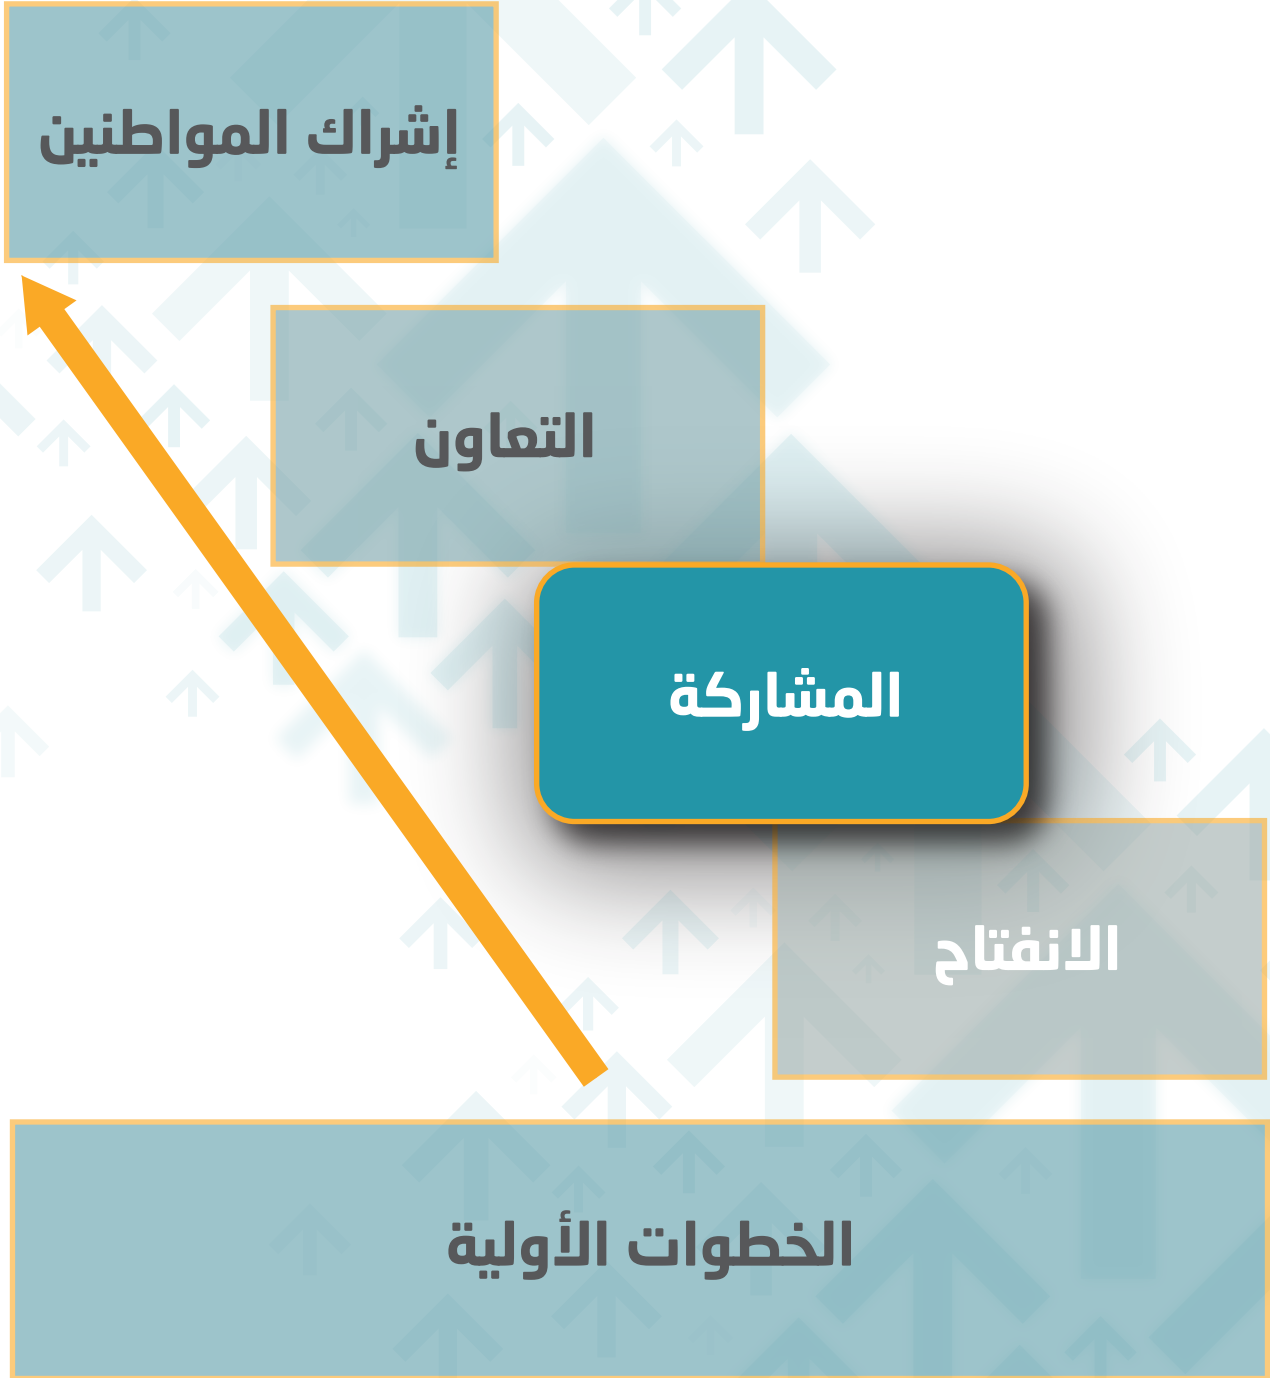 إشراك المواطنين
التعاون
المشاركة
الانفتاح
الخطوات الأولية